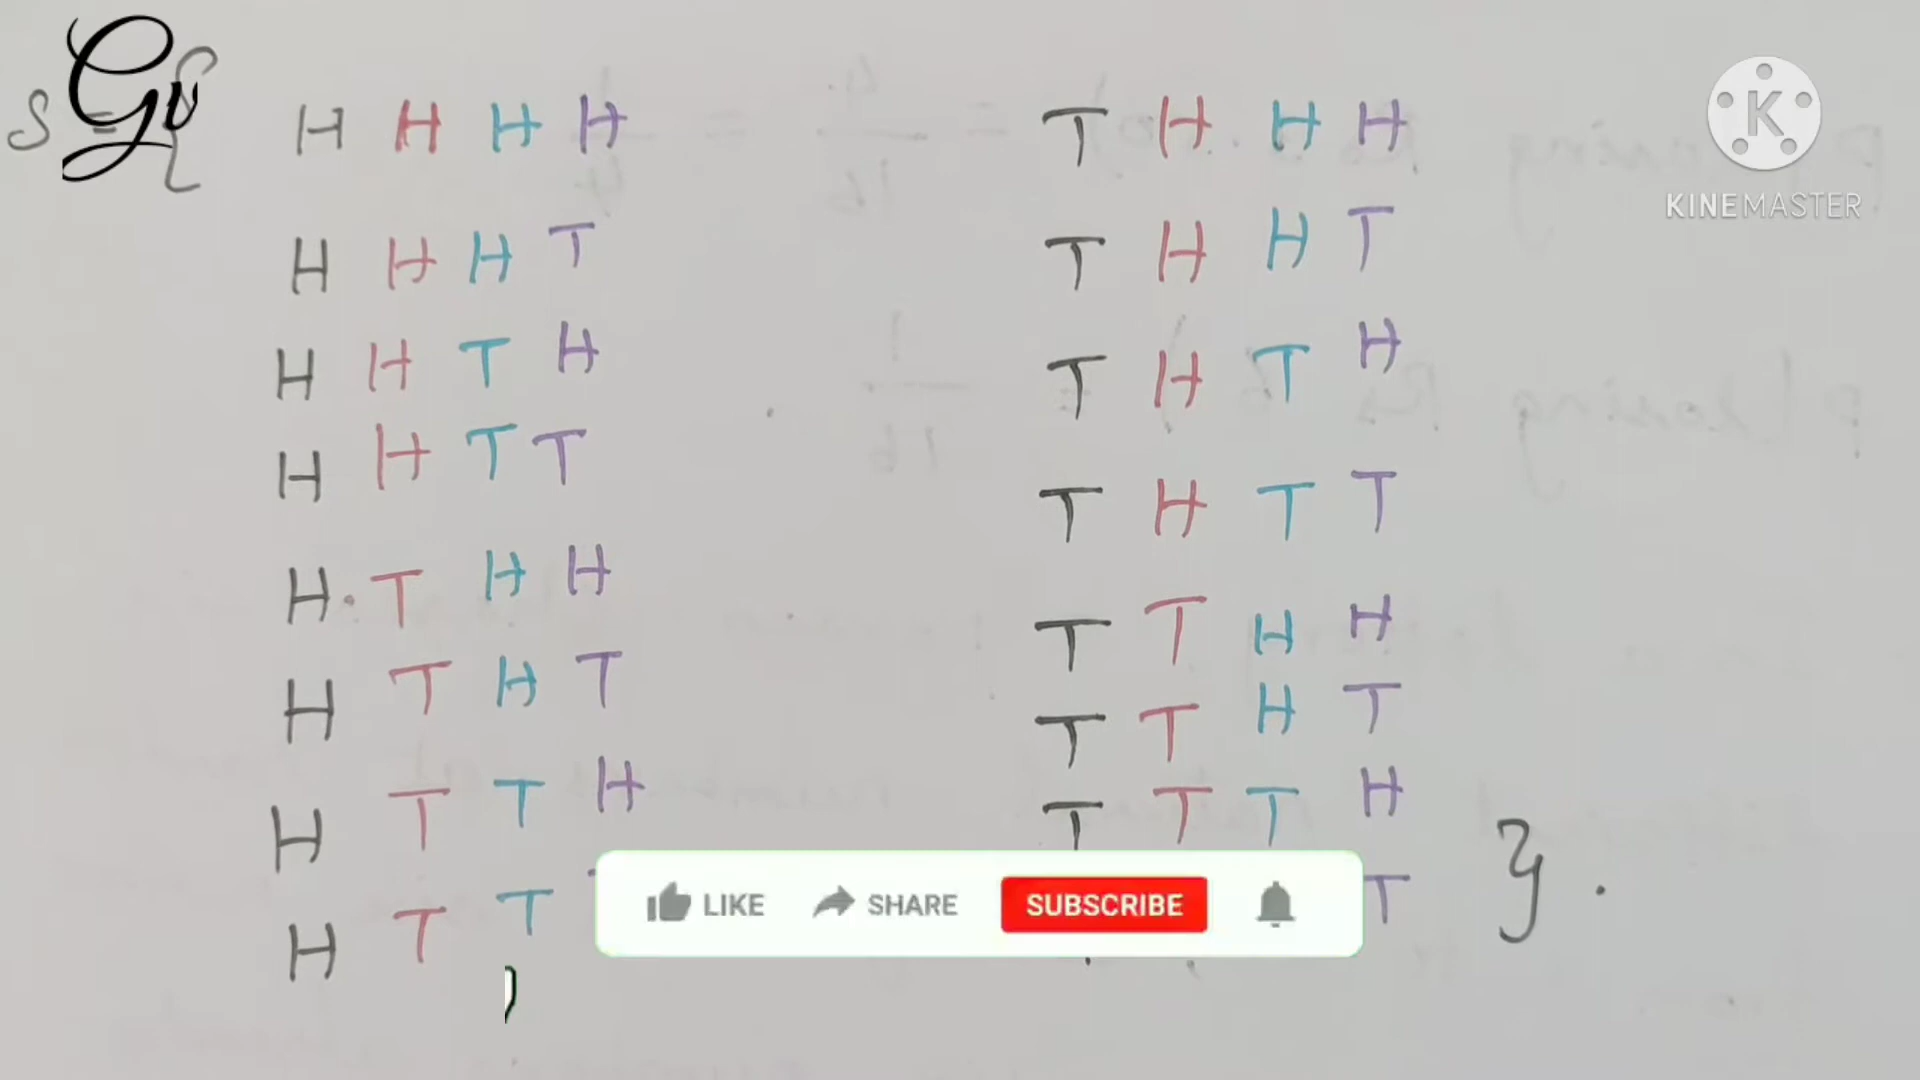 S = { H H H H
H H H T
H H T H
H H T T
H T H H
H T H T
H T T H
H T T
T H H H
T H H T
T H T H
T H T T
T T H H
T T H T
T T T H
T }.
KINEMASTER
LIKE SHARE SUBSCRIBE